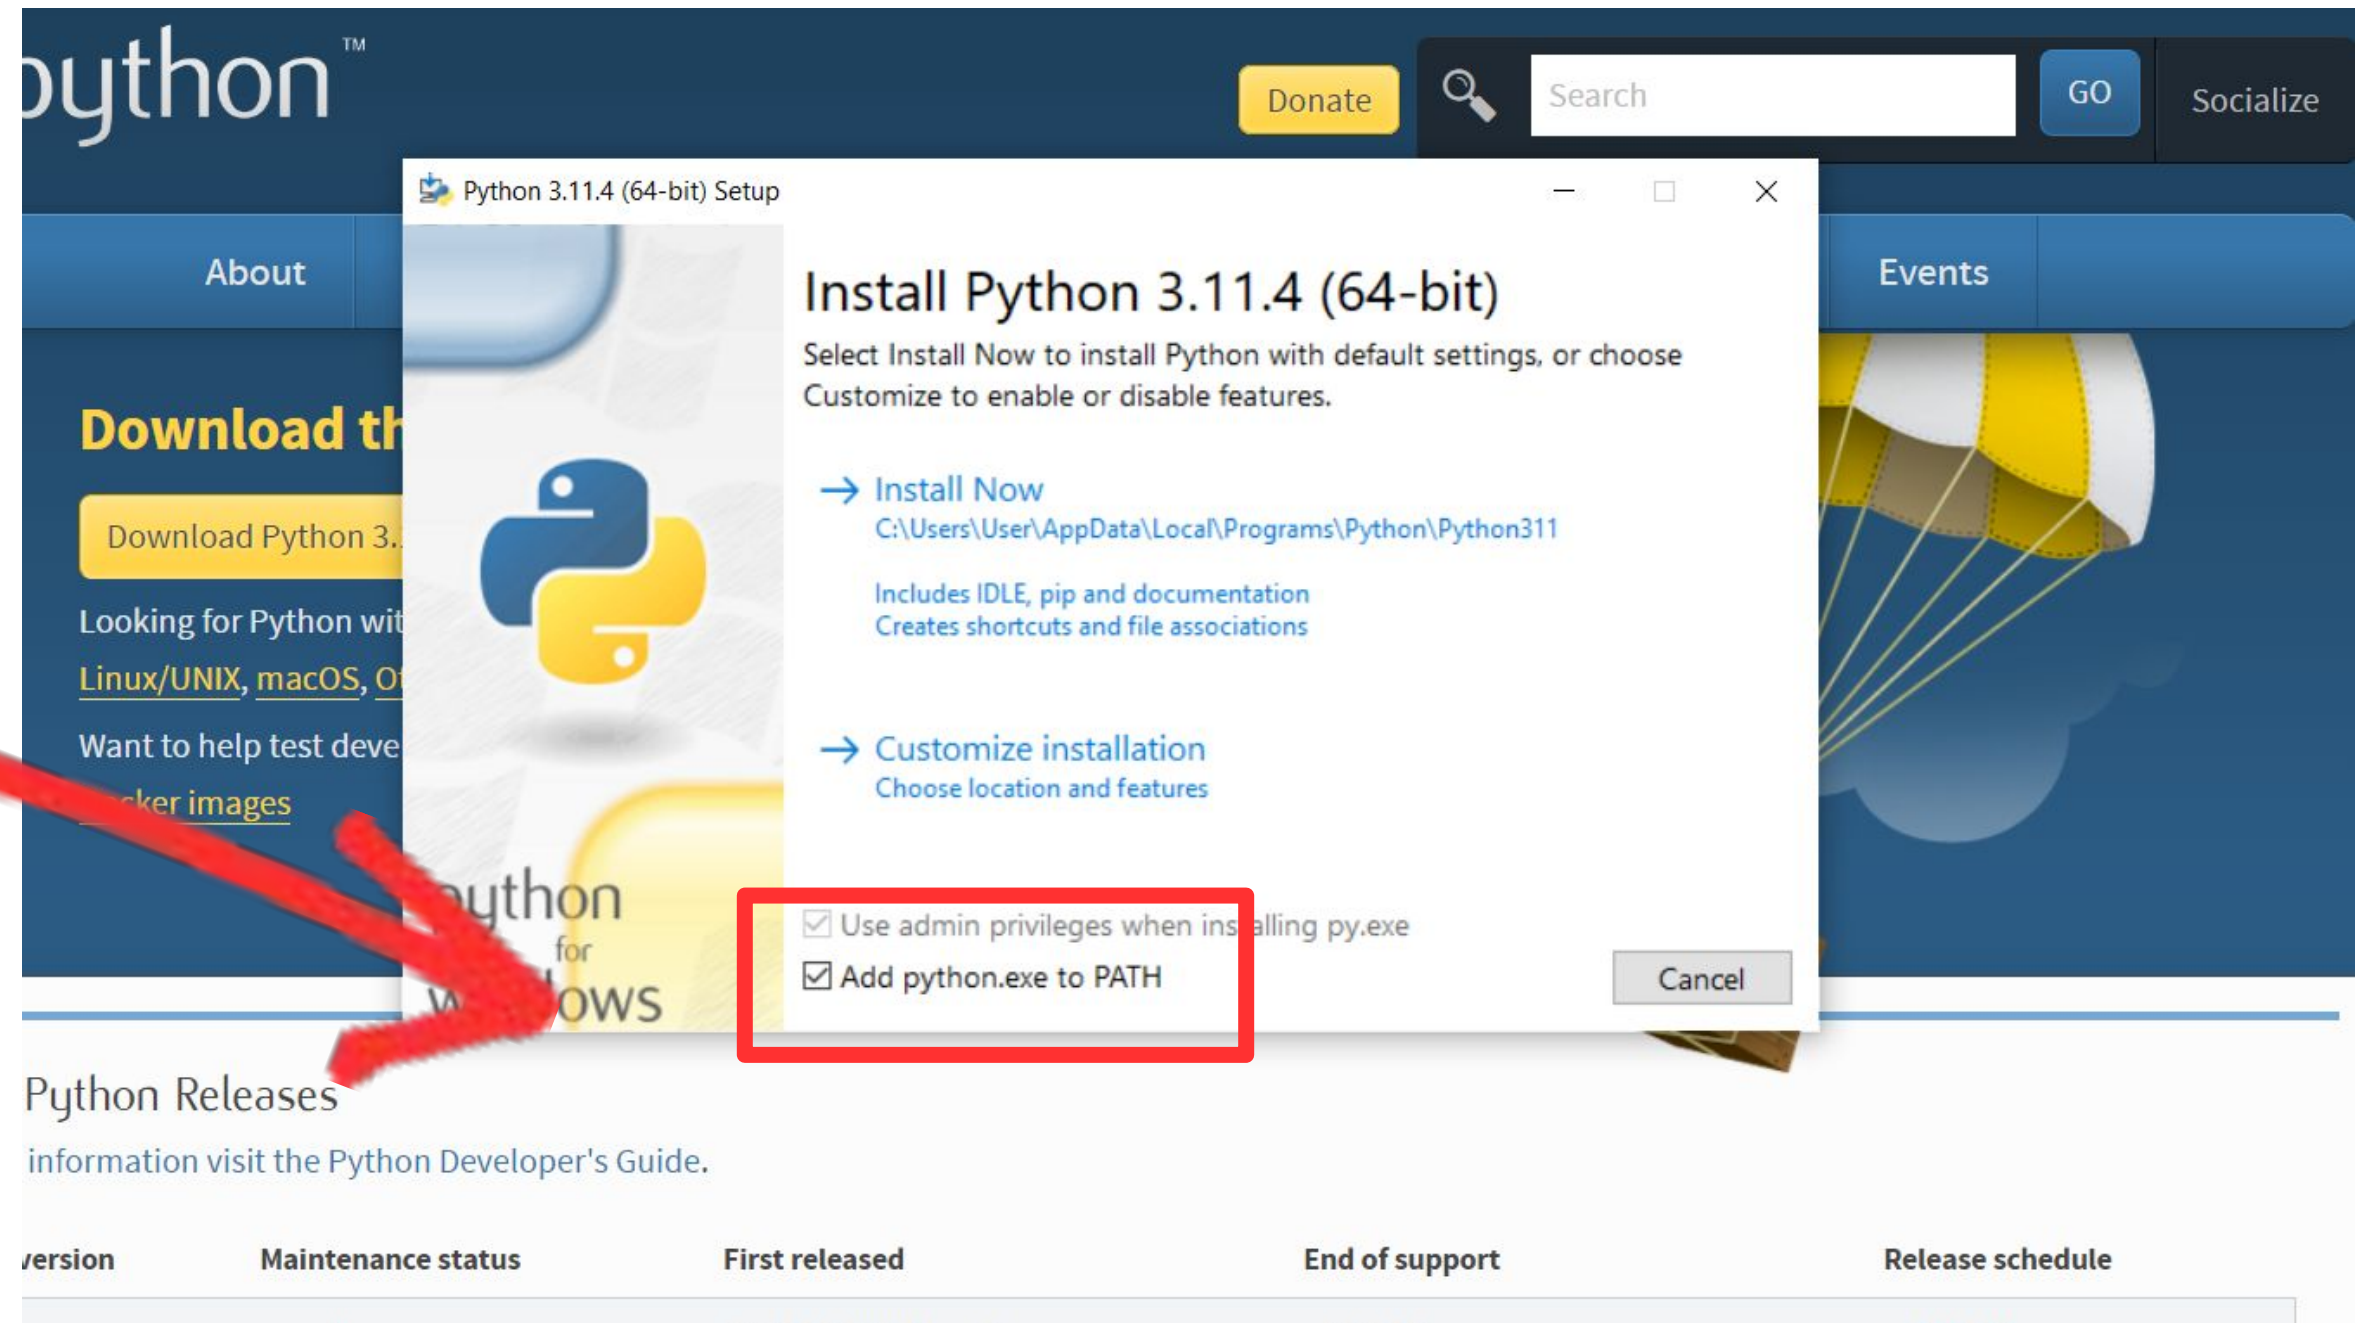 python™
Donate
Search
GO
Socialize
Python 3.11.4 (64-bit) Setup
About
Events
Install Python 3.11.4 (64-bit)
Select Install Now to install Python with default settings, or choose
Customize to enable or disable features.
Download th
Install Now
C:\Users\User\AppData\Local\Programs\Python\Python311
Download Python 3.
Includes IDLE, pip and documentation
Creates shortcuts and file associations
Looking for Python wit
Linux/UNIX, macOS, Ot
Customize installation
Choose location and features
Want to help test deve
images
python
for
windows
Use admin privileges when installing py.exe
Add python.exe to PATH
Cancel
Python Releases
information visit the Python Developer's Guide.
version Maintenance status First released End of support Release schedule